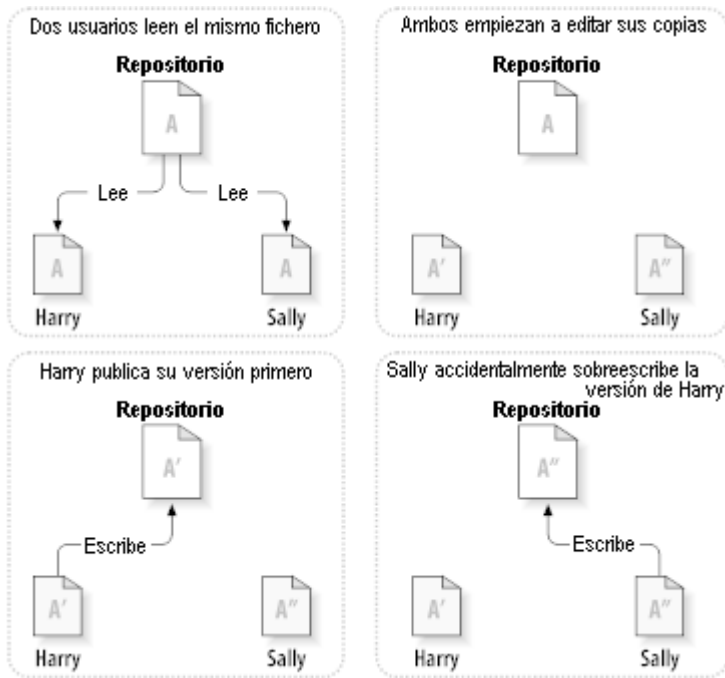 Dos usuarios leen el mismo fichero
Repositorio
A
Lee
Lee
A
A
Harry
Sally
Ambos empiezan a editar sus copias
Repositorio
A
A'
A"
Harry
Sally
Harry publica su versión primero
Repositorio
A'
Escribe
A'
A"
Harry
Sally
Sally accidentalmente sobreescribe la
versión de Harry
Repositorio
A"
Escribe
A'
A"
Harry
Sally